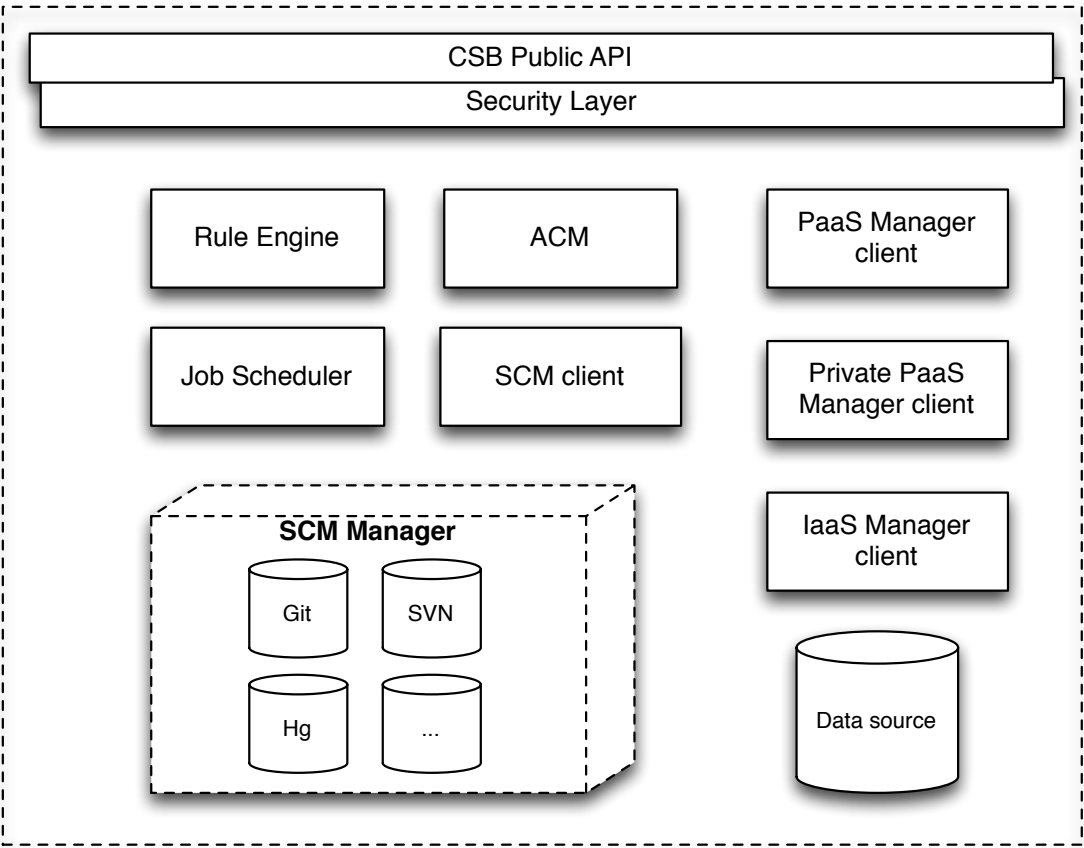 CSB Public API
Security Layer
Rule Engine
ACM
PaaS Manager
client
Job Scheduler
SCM client
Private PaaS
Manager client
SCM Manager
Git
SVN
Hg
...
IaaS Manager
client
Data source